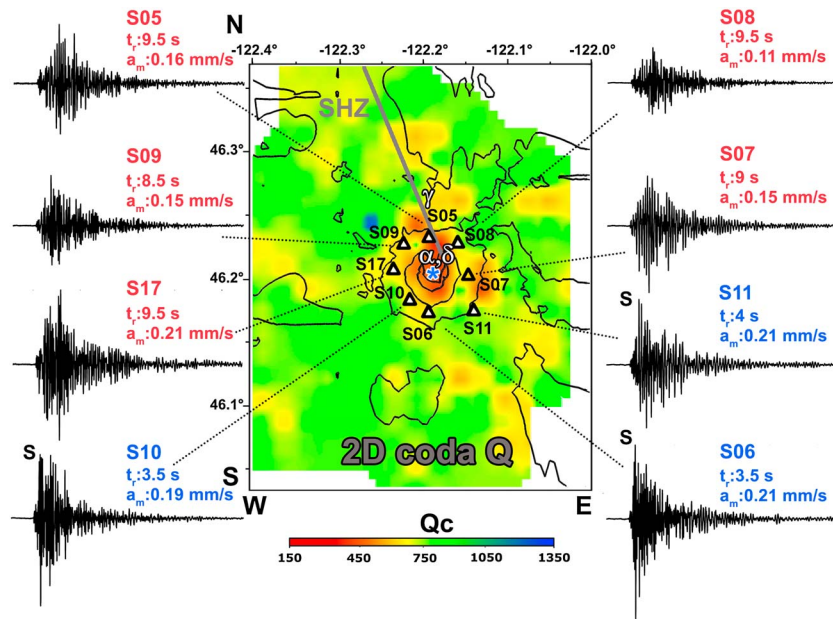 N
-122.4 -122.3 -122.2 -122.1 -122.0°
S05
tr:9.5 s
am:0.16 mm/s
S08
tr:9.5 s
am:0.11 mm/s
SHZ
46.3°
S09
tr:8.5 s
am:0.15 mm/s
S07
tr:9 s
am:0.15 mm/s
γ
S05
S09
S08
α,δ
46.2°
S17
S07
S10
S11
S06
S17
tr:9.5 s
am:0.21 mm/s
S
S11
tr:4 s
am:0.21 mm/s
46.1°
S
S10
tr:3.5 s
am:0.19 mm/s
2D coda Q
S
S06
tr:3.5 s
am:0.21 mm/s
S
W
E
Qc
150 450 750 1050 1350